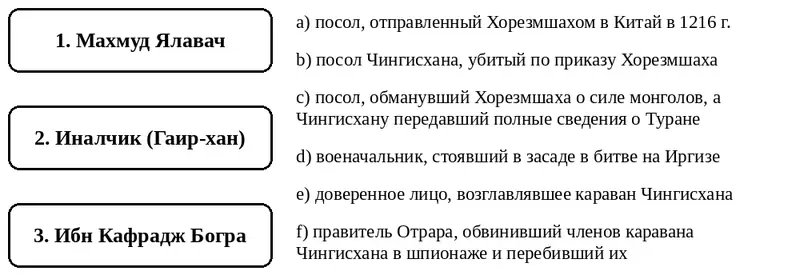 1. Махмуд Ялавач
2. Иналчик (Гаир-хан)
3. Ибн Кафрадж Богра
a) посол, отправленный Хорезмшахом в Китай в 1216 г.
b) посол Чингисхана, убитый по приказу Хорезмшаха
c) посол, обманувший Хорезмшаха о силе монголов, а
Чингисхану передавший полные сведения о Туране
d) военачальник, стоявший в засаде в битве на Иргизе
e) доверенное лицо, возглавлявшее караван Чингисхана
f) правитель Отрара, обвинивший членов каравана
Чингисхана в шпионаже и перебивший их